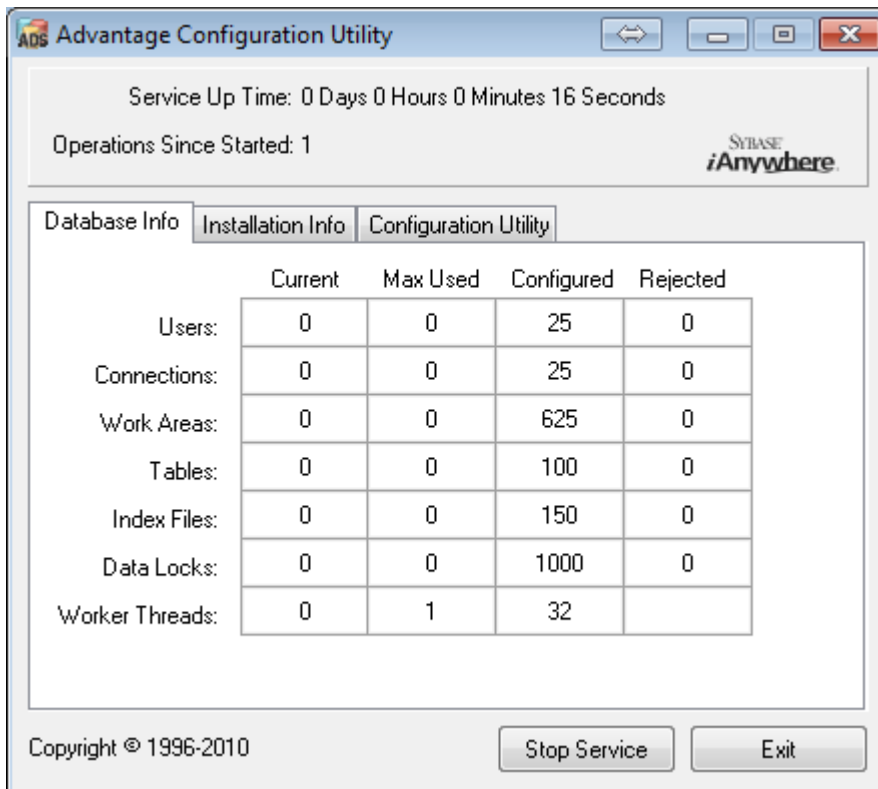 ADS Advantage Configuration Utility
Service Up Time: 0 Days 0 Hours 0 Minutes 16 Seconds
Operations Since Started: 1
SYBASE
iAnywhere.
Database Info Installation Info Configuration Utility
Current Max Used Configured Rejected
Users: 0 0 25 0
Connections: 0 0 25 0
Work Areas: 0 0 625 0
Tables: 0 0 100 0
Index Files: 0 0 150 0
Data Locks: 0 0 1000 0
Worker Threads: 0 1 32
Copyright © 1996-2010 Stop Service Exit